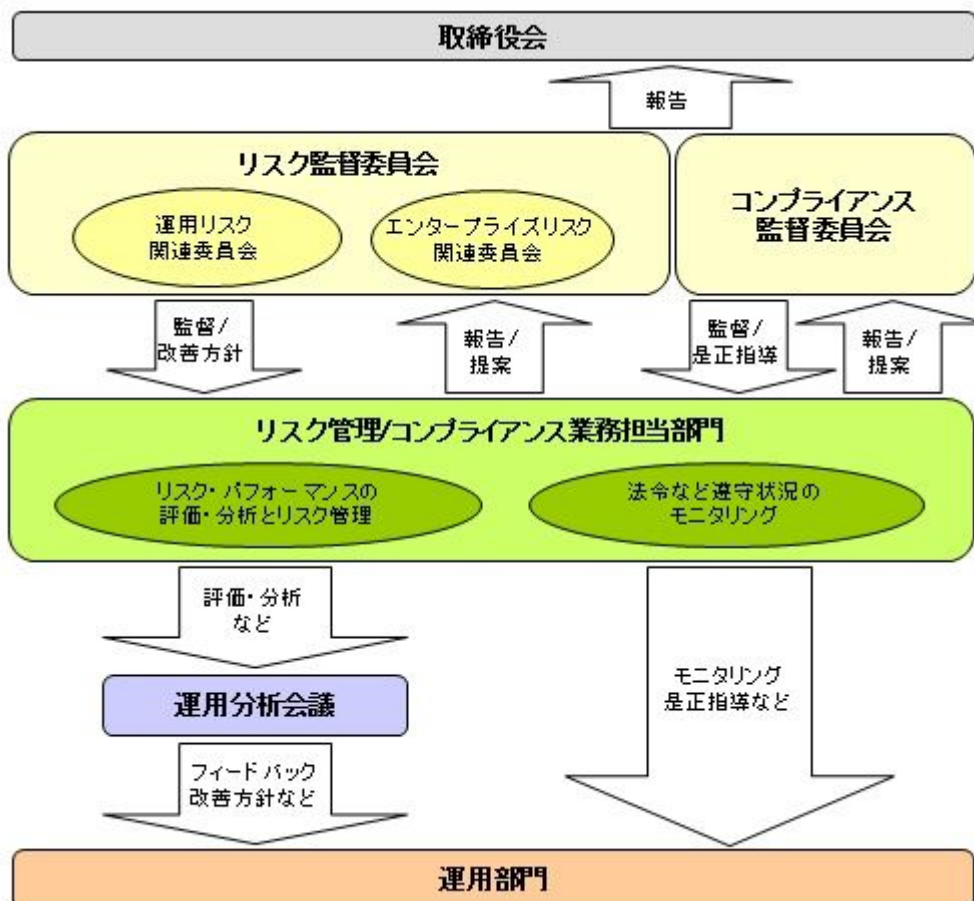 取締役会
報告
リスク監督委員会
運用リスク
関連委員会
エンタープライズリスク
関連委員会
コンプライアンス
監督委員会
監督/
改善方針
報告/
提案
監督/
是正指導
報告/
提案
リスク管理/コンプライアンス業務担当部門
リスク・パフォーマンスの
評価・分析とリスク管理
法令など遵守状況の
モニタリング
評価・分析
など
運用分析会議
モニタリング
是正指導など
フィードバック
改善方針など
運用部門